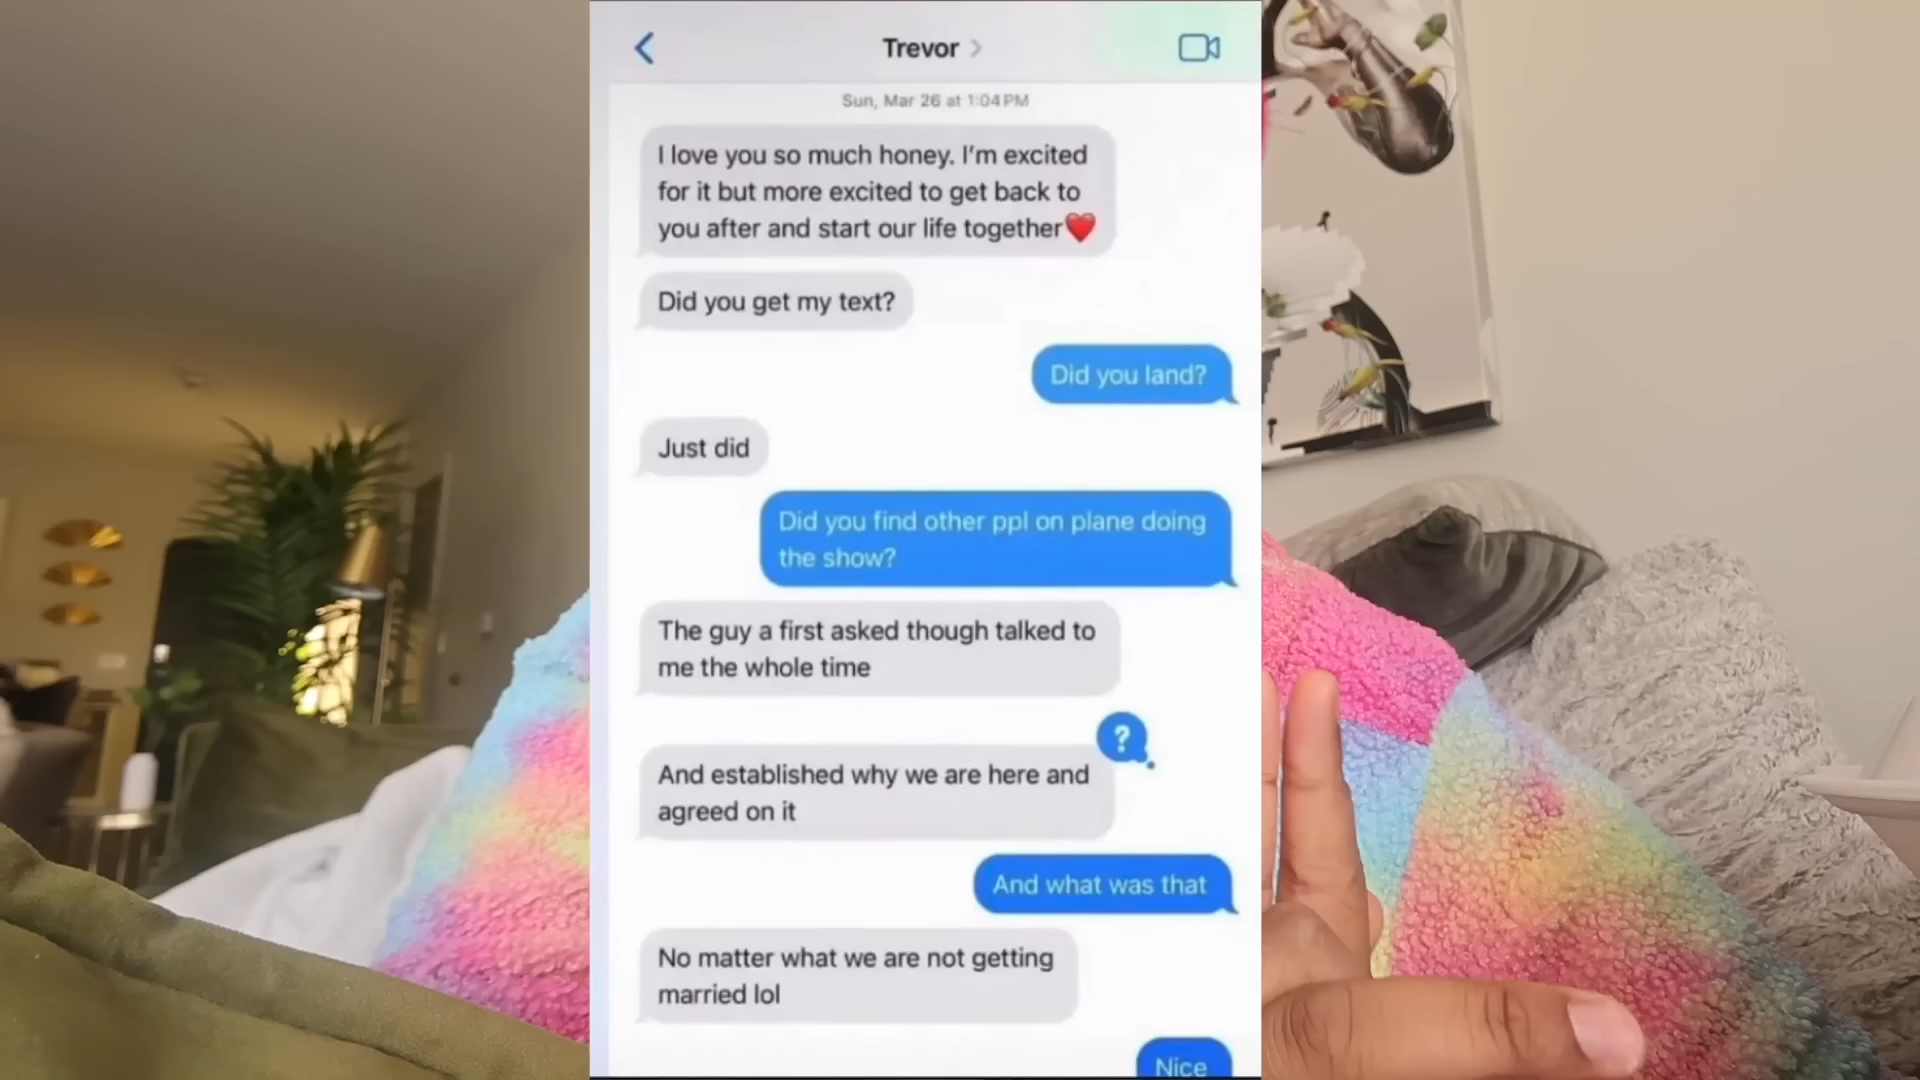 Trevor
Sun, Mar 26 at 1:04 PM
I love you so much honey. I'm excited
for it but more excited to get back to
you after and start our life together❤️
Did you get my text?
Did you land?
Just did
Did you find other ppl on plane doing
the show?
The guy a first asked though talked to
me the whole time
?
And established why we are here and
agreed on it
And what was that
No matter what we are not getting
married lol
Nice